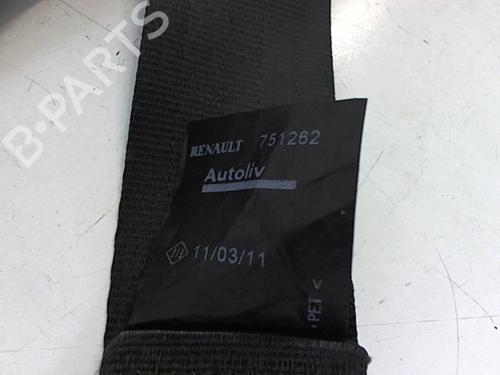 B-PARTS
RENAULT 751262
Autoliv
11/03/11
>PET<